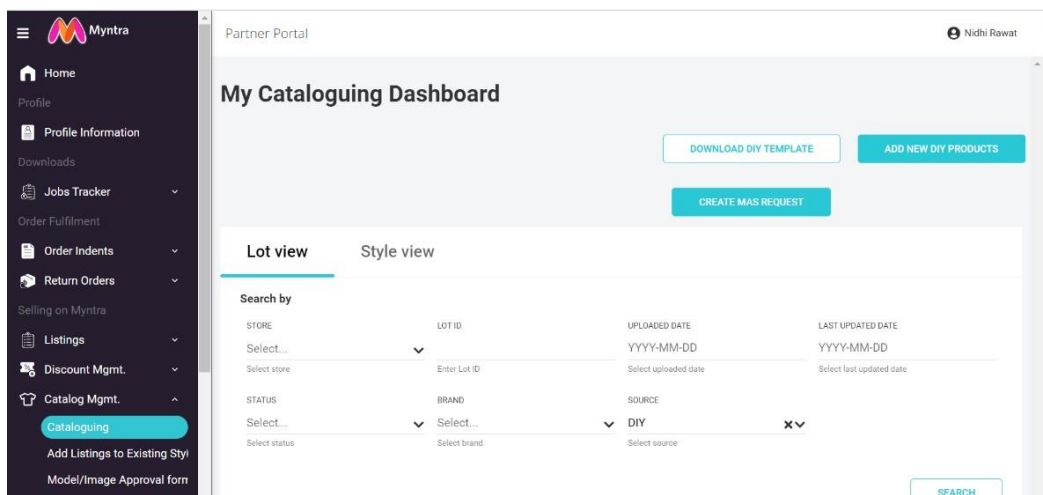 Myntra
Home
Profile
Profile Information
Downloads
Jobs Tracker
Order Fulfilment
Order Indents
Return Orders
Selling on Myntra
Listings
Discount Mgmt.
Catalog Mgmt.
Cataloguing
Add Listings to Existing Styl
Model/Image Approval form
Partner Portal
Nidhi Rawat
My Cataloguing Dashboard
DOWNLOAD DIY TEMPLATE
ADD NEW DIY PRODUCTS
CREATE MAS REQUEST
Lot view Style view
Search by
STORE LOT ID UPLOADED DATE LAST UPDATED DATE
Select... YYYY-MM-DD YYYY-MM-DD
Select store Enter Lot ID Select uploaded date Select last updated date
STATUS BRAND SOURCE
Select... Select... DIY
Select status Select brand Select source
SEARCH